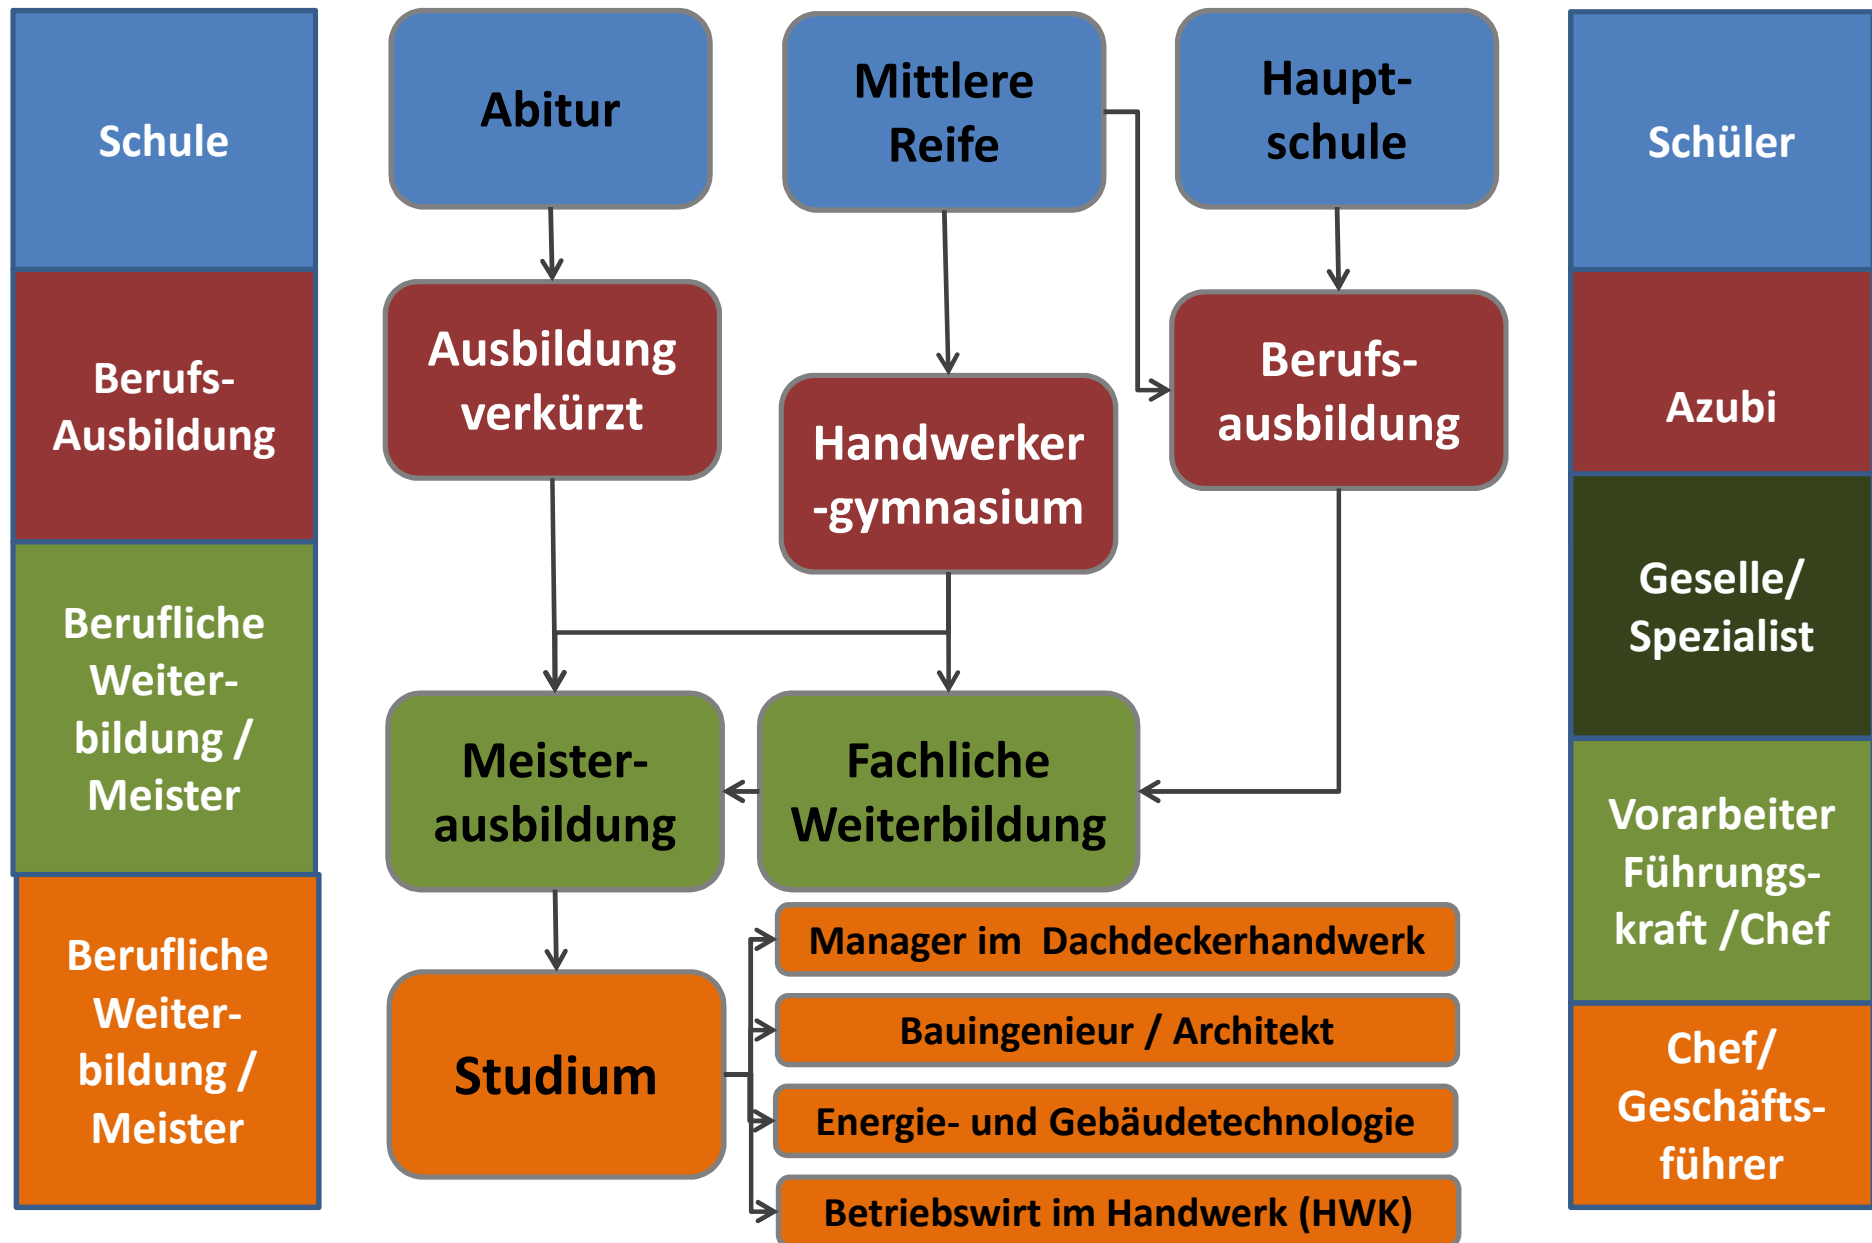 Schule
Berufs-
Ausbildung
Berufliche
Weiter-
bildung /
Meister
Berufliche
Weiter-
bildung /
Meister
Abitur
Mittlere
Reife
Haupt-
schule
Ausbildung
verkürzt
Handwerker
-gymnasium
Berufs-
ausbildung
Meister-
ausbildung
Fachliche
Weiterbildung
Studium
Manager im  Dachdeckerhandwerk
Bauingenieur / Architekt
Energie- und Gebäudetechnologie
Betriebswirt im Handwerk (HWK)
Schüler
Azubi
Geselle/
Spezialist
Vorarbeiter
Führungs-
kraft /Chef
Chef/
Geschäfts-
führer